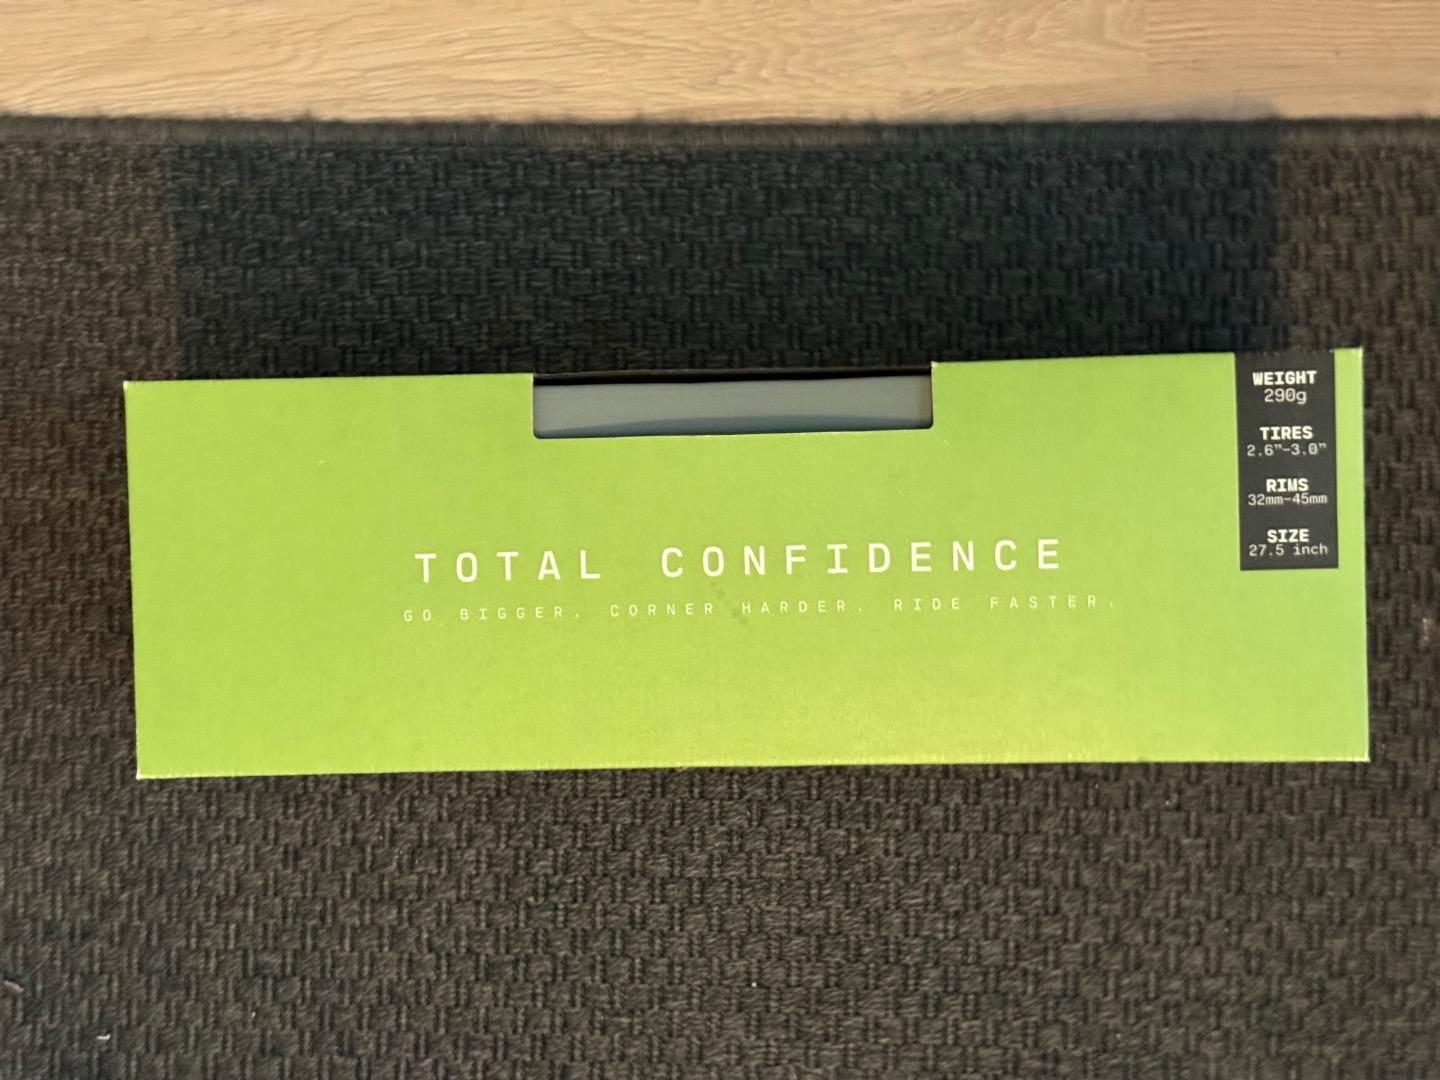 WEIGHT
290g
TIRES
2.6"-3.0"
RIMS
32mm-45mm
SIZE
27.5 inch
TOTAL CONFIDENCE
GO BIGGER. CORNER HARDER. RIDE FASTER.